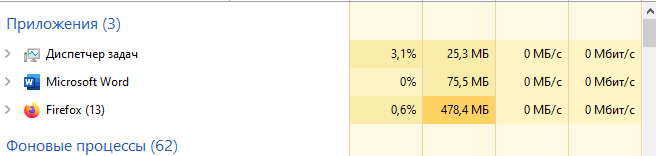 Приложения (3)
Диспетчер задач 3,1% 25,3 МБ 0 МБ/с 0 Мбит/с
Microsoft Word 0% 75,5 МБ 0 МБ/с 0 Мбит/с
Firefox (13) 0,6% 478,4 МБ 0 МБ/с 0 Мбит/с
Фоновые процессы (62)